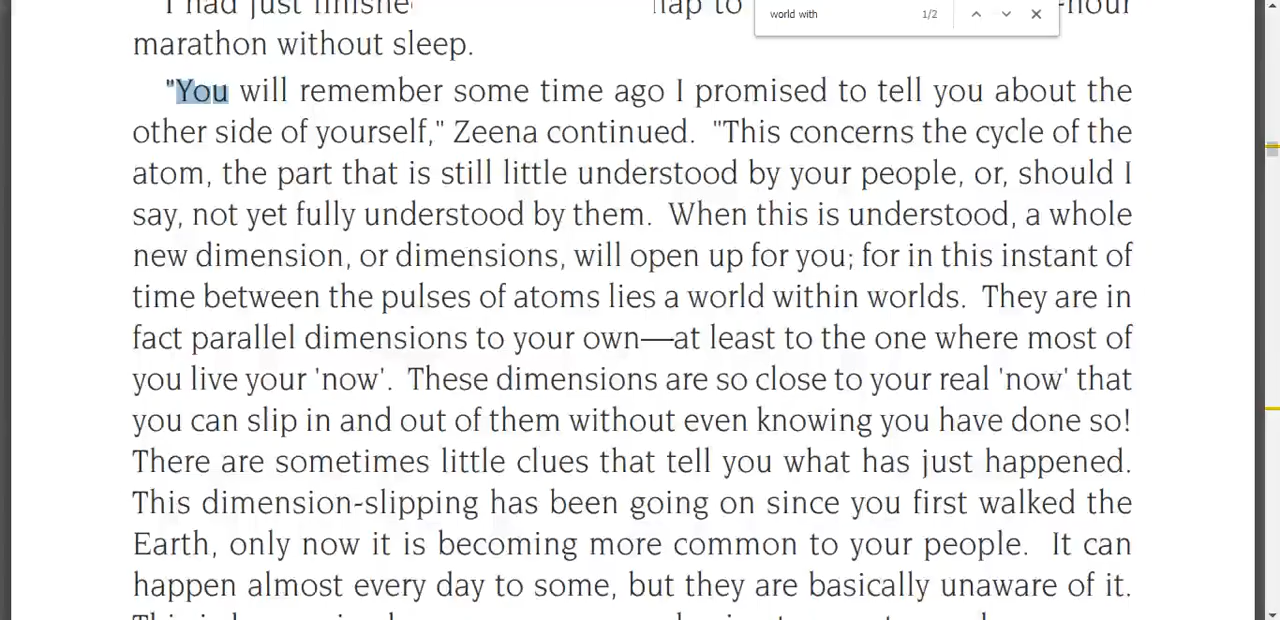 I had just finished
world with
1/2
marathon without sleep.
"You will remember some time ago I promised to tell you about the
other side of yourself," Zeena continued. "This concerns the cycle of the
atom, the part that is still little understood by your people, or, should I
say, not yet fully understood by them. When this is understood, a whole
new dimension, or dimensions, will open up for you; for in this instant of
time between the pulses of atoms lies a world within worlds. They are in
fact parallel dimensions to your own—at least to the one where most of
you live your 'now'. These dimensions are so close to your real 'now' that
you can slip in and out of them without even knowing you have done so!
There are sometimes little clues that tell you what has just happened.
This dimension-slipping has been going on since you first walked the
Earth, only now it is becoming more common to your people. It can
happen almost every day to some, but they are basically unaware of it.